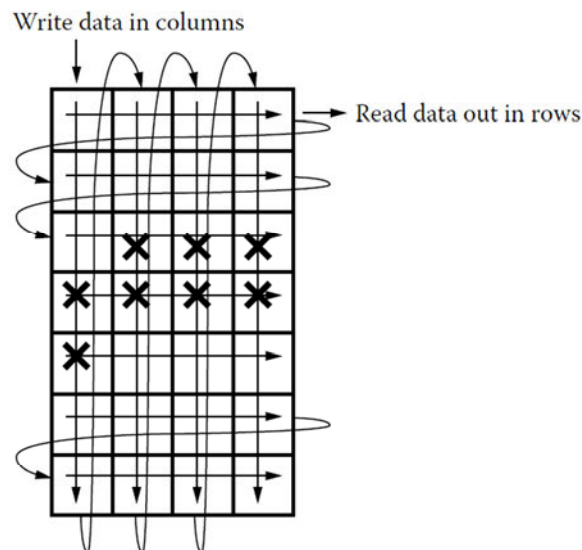 Write data in columns
Read data out in rows